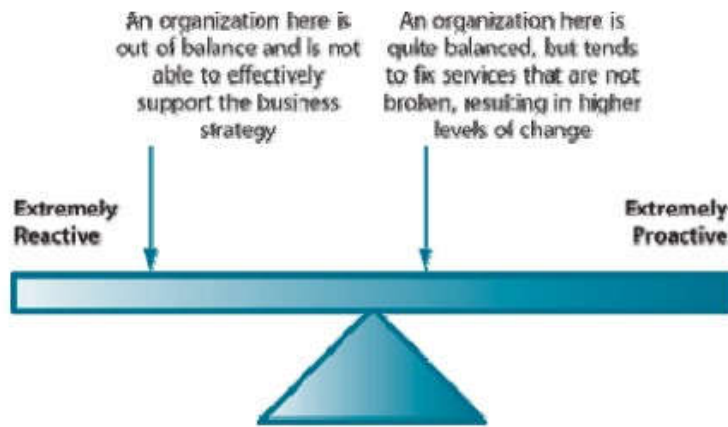 An organization here is
out of balance and is not
able to effectively
support the business
strategy
An organization here is
quite balanced, but tends
to fix services that are not
broken, resulting in higher
levels of change
Extremely
Reactive
Extremely
Proactive